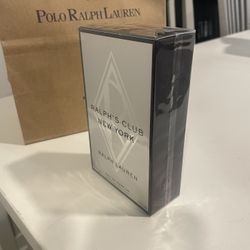 POLO RALPH LAUREN
RALPH'S CLUB
NEW YORK
RALPH LAUREN